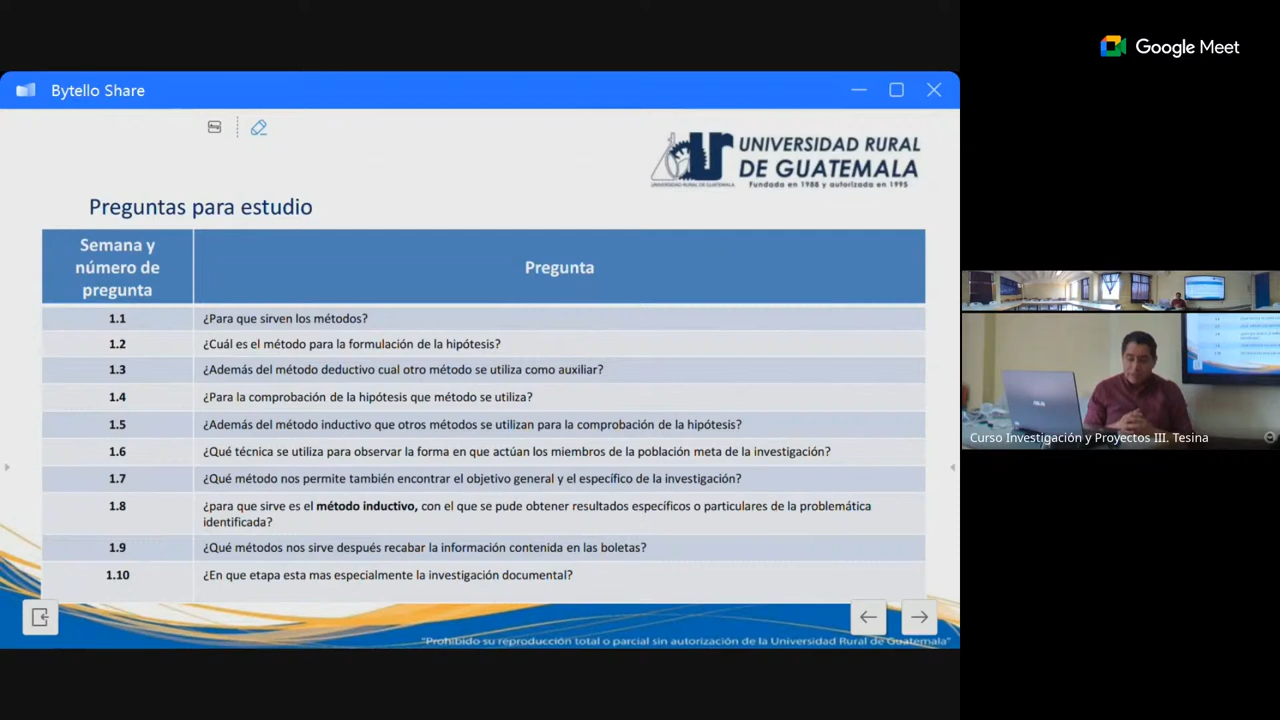 Google Meet
Bytello Share
UNIVERSIDAD RURAL
DE GUATEMALA
Fundada en 1988 y autorizada en 1995
UNIVERSIDAD RURAL DE GUATEMALA
Preguntas para estudio
Semana y
número de
pregunta
Pregunta
1.1 ¿Para que sirven los métodos?
1.2 ¿Cuál es el método para la formulación de la hipótesis?
1.3 ¿Además del método deductivo cual otro método se utiliza como auxiliar?
1.4 ¿Para la comprobación de la hipótesis que método se utiliza?
1.5 ¿Además del método inductivo que otros métodos se utilizan para la comprobación de la hipótesis?
1.6 ¿Qué técnica se utiliza para observar la forma en que actúan los miembros de la población meta de la investigación?
1.7 ¿Qué método nos permite también encontrar el objetivo general y el específico de la investigación?
1.8 ¿para que sirve es el método inductivo, con el que se pude obtener resultados específicos o particulares de la problemática
identificada?
1.9 ¿Qué métodos nos sirve después recabar la información contenida en las boletas?
1.10 ¿En que etapa esta mas especialmente la investigación documental?
"Prohibido su reproducción total o parcial sin autorización de la Universidad Rural de Guatemala"
ASUS
Curso Investigación y Proyectos III. Tesina